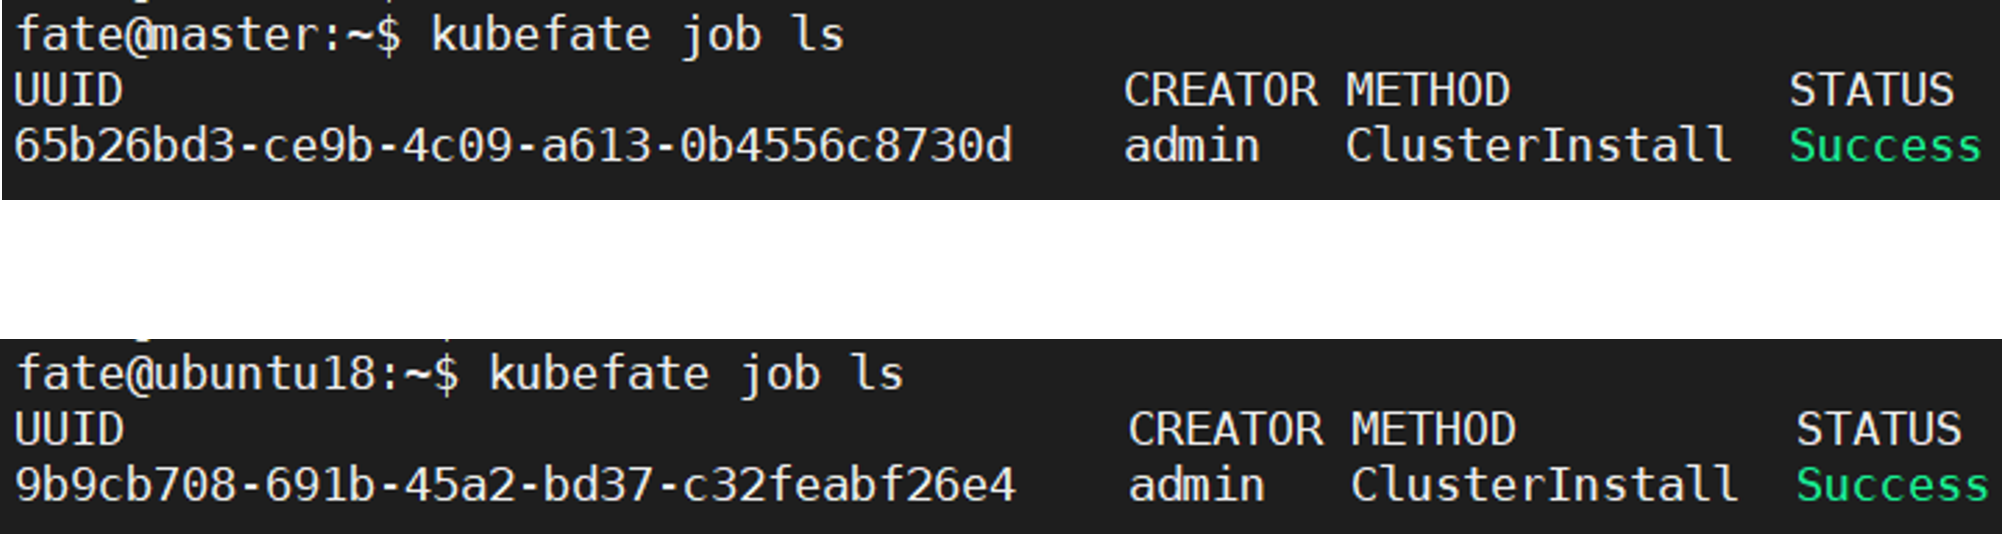 fate@master:~$ kubefate job ls
UUID CREATOR METHOD STATUS
65b26bd3-ce9b-4c09-a613-0b4556c8730d admin ClusterInstall Success
fate@ubuntu18:~$ kubefate job ls
UUID CREATOR METHOD STATUS
9b9cb708-691b-45a2-bd37-c32feabf26e4 admin ClusterInstall Success